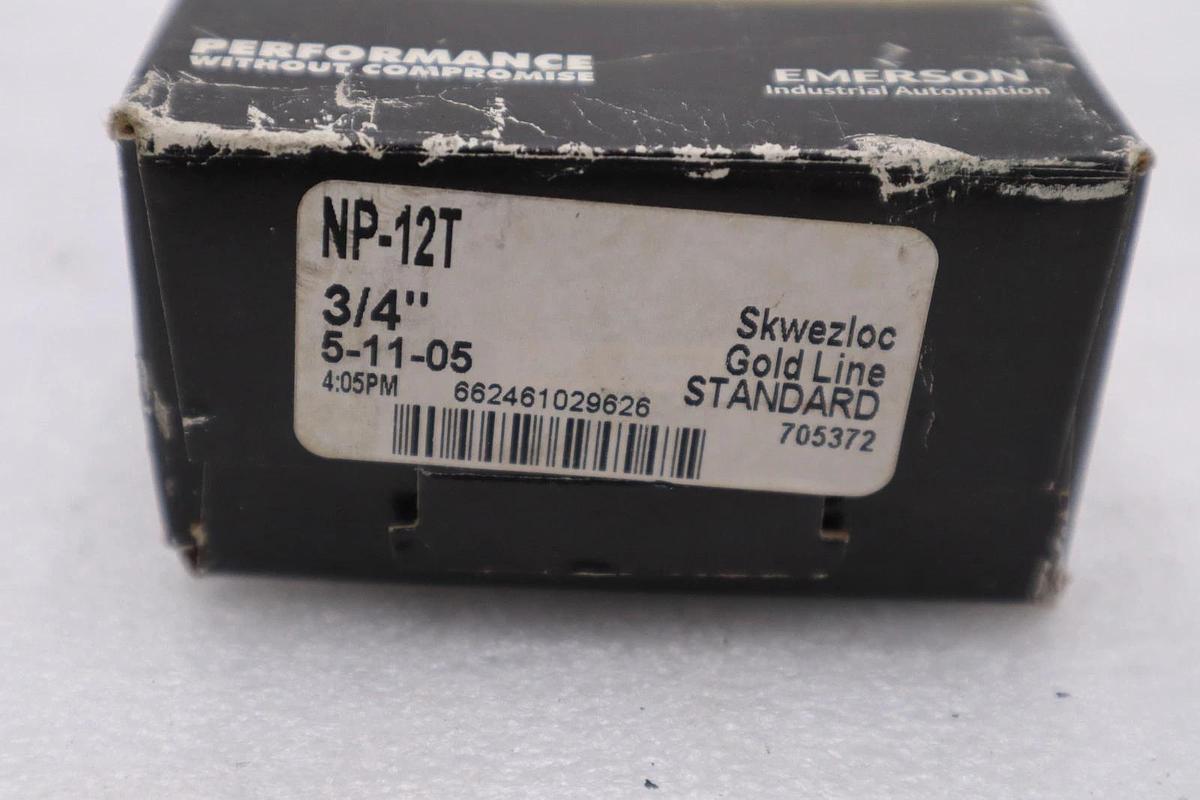 PERFORMANCE
WITHOUT COMPROMISE
EMERSON
Industrial Automation
NP-12T
3/4"
5-11-05
4:05PM
662461029626
Skwezloc
Gold Line
STANDARD
705372